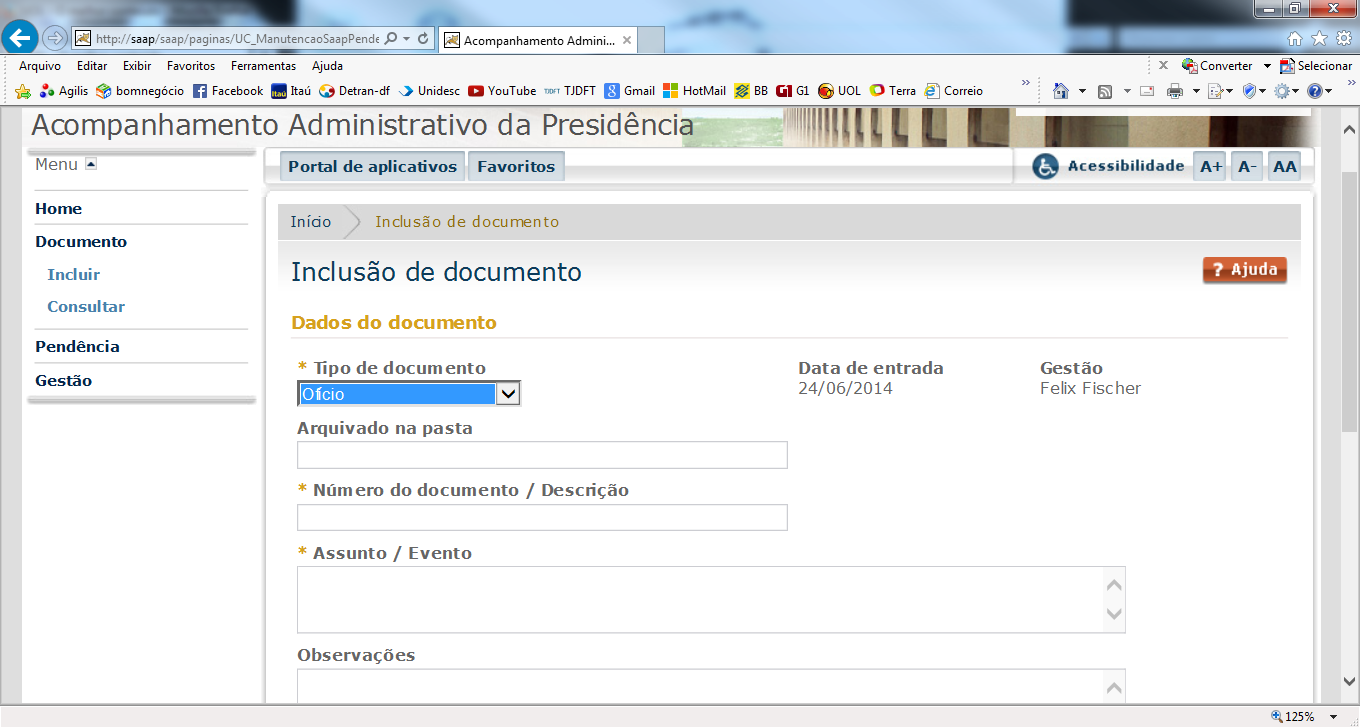 http://saap/saap/paginas/UC_ManutencaoSaapPende
Acompanhamento Admini...
Arquivo Editar Exibir Favoritos Ferramentas Ajuda
Converter Selecionar
Agilis bomnegócio Facebook Itaú Detran-df Unidesc YouTube TJDFT TJDFT Gmail HotMail BB G1 G1 UOL Terra Correio
Acompanhamento Administrativo da Presidência
Menu
Portal de aplicativos Favoritos
Acessibilidade A+ A- AA
Home
Documento
Incluir
Consultar
Pendência
Gestão
Início Inclusão de documento
Inclusão de documento
? Ajuda
Dados do documento
* Tipo de documento Data de entrada Gestão
Ofício 24/06/2014 Felix Fischer
Arquivado na pasta
* Número do documento / Descrição
* Assunto / Evento
Observações
125%